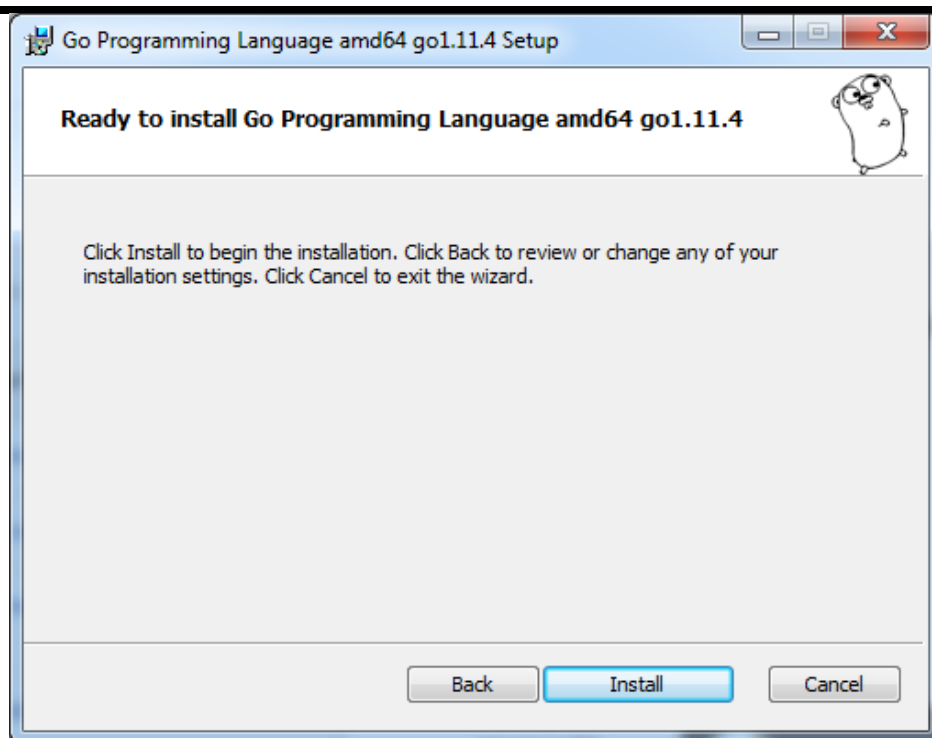 Go Programming Language amd64 go1.11.4 Setup
Ready to install Go Programming Language amd64 go1.11.4
Click Install to begin the installation. Click Back to review or change any of your
installation settings. Click Cancel to exit the wizard.
Back Install Cancel